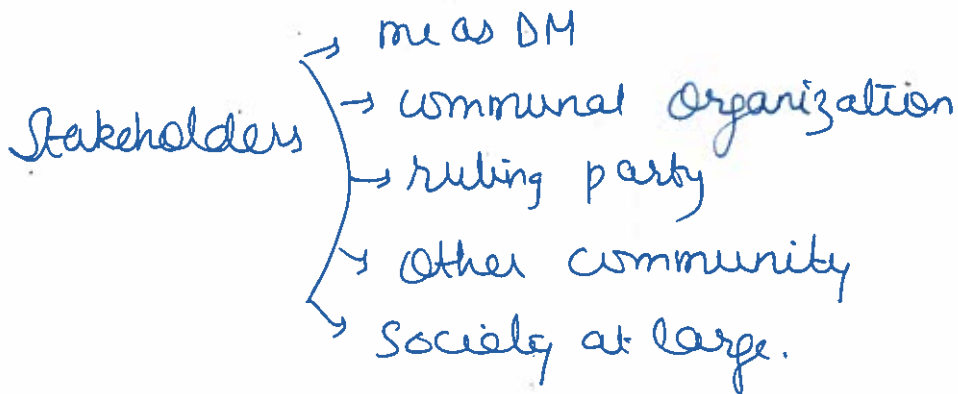 me as DM
communal Organization
Stakeholders
ruling party
Other community
Society at large.